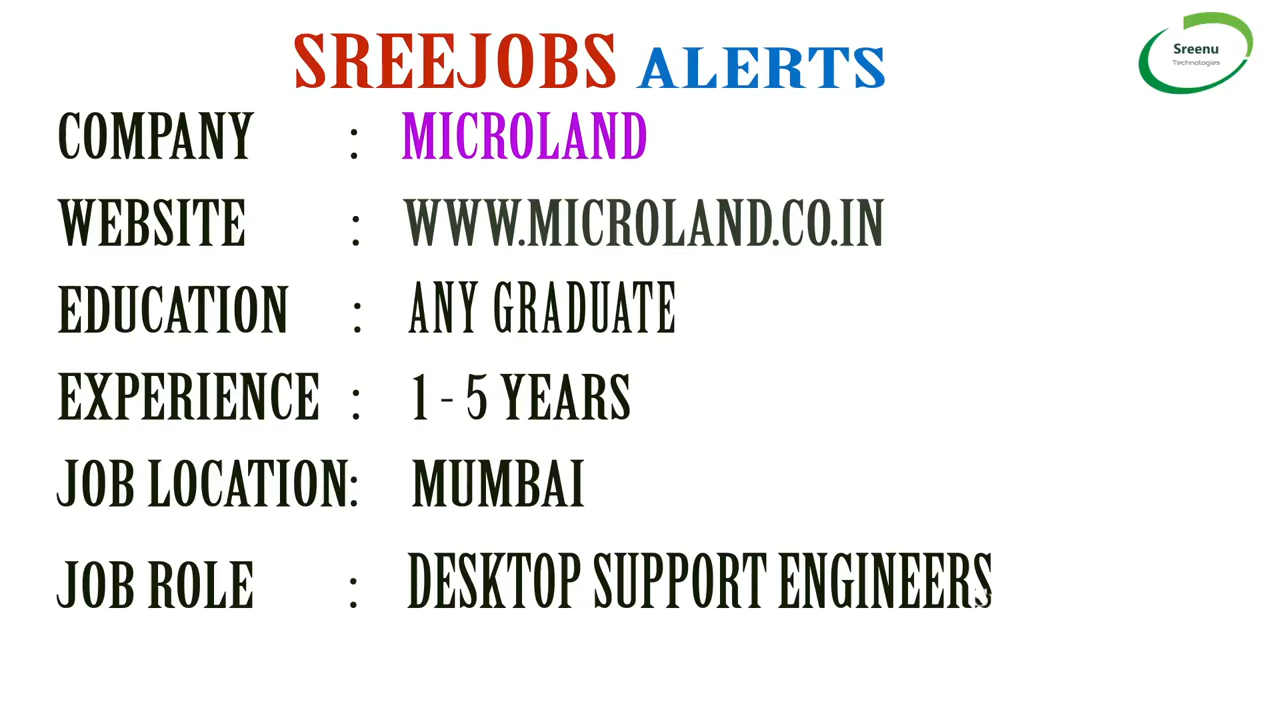 SREEJOBS ALERTS
Sreenu
Technologies
COMPANY : MICROLAND
WEBSITE : WWW.MICROLAND.CO.IN
EDUCATION : ANY GRADUATE
EXPERIENCE : 1 - 5 YEARS
JOB LOCATION: MUMBAI
JOB ROLE : DESKTOP SUPPORT ENGINEERS